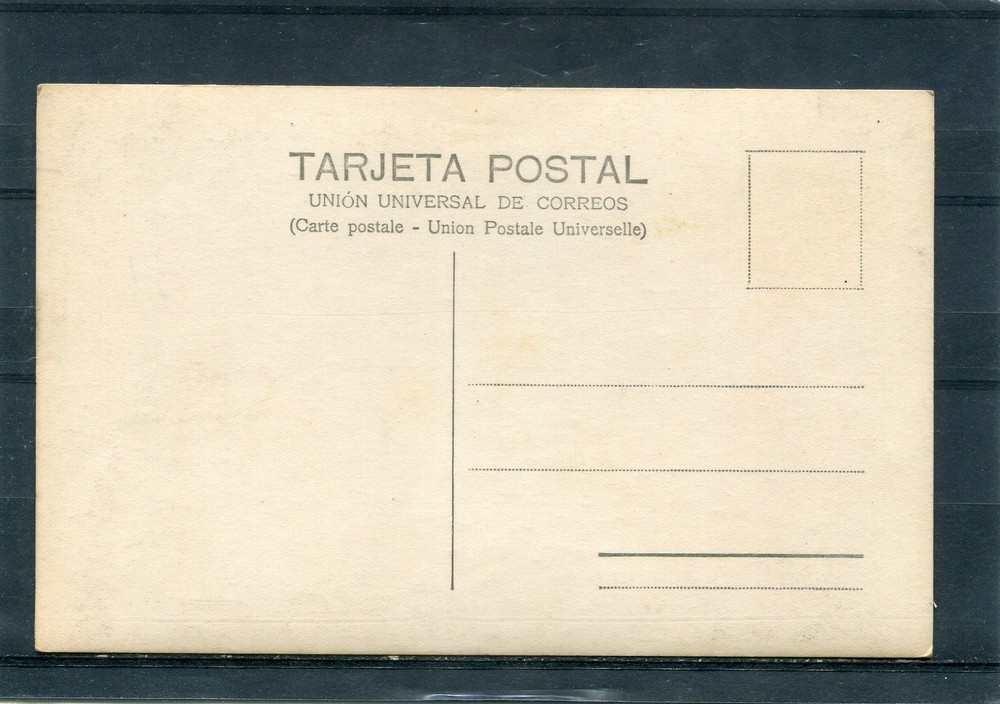 TARJETA POSTAL
UNIÓN UNIVERSAL DE CORREOS
(Carte postale - Union Postale Universelle)